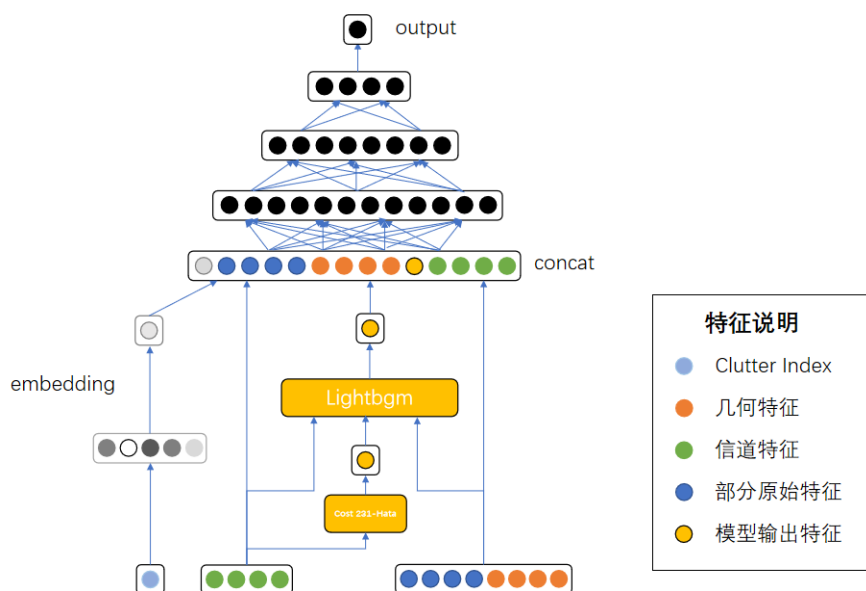 output
concat
embedding
Lightbgm
Cost 231-Hata
特征说明
Clutter Index
几何特征
信道特征
部分原始特征
模型输出特征